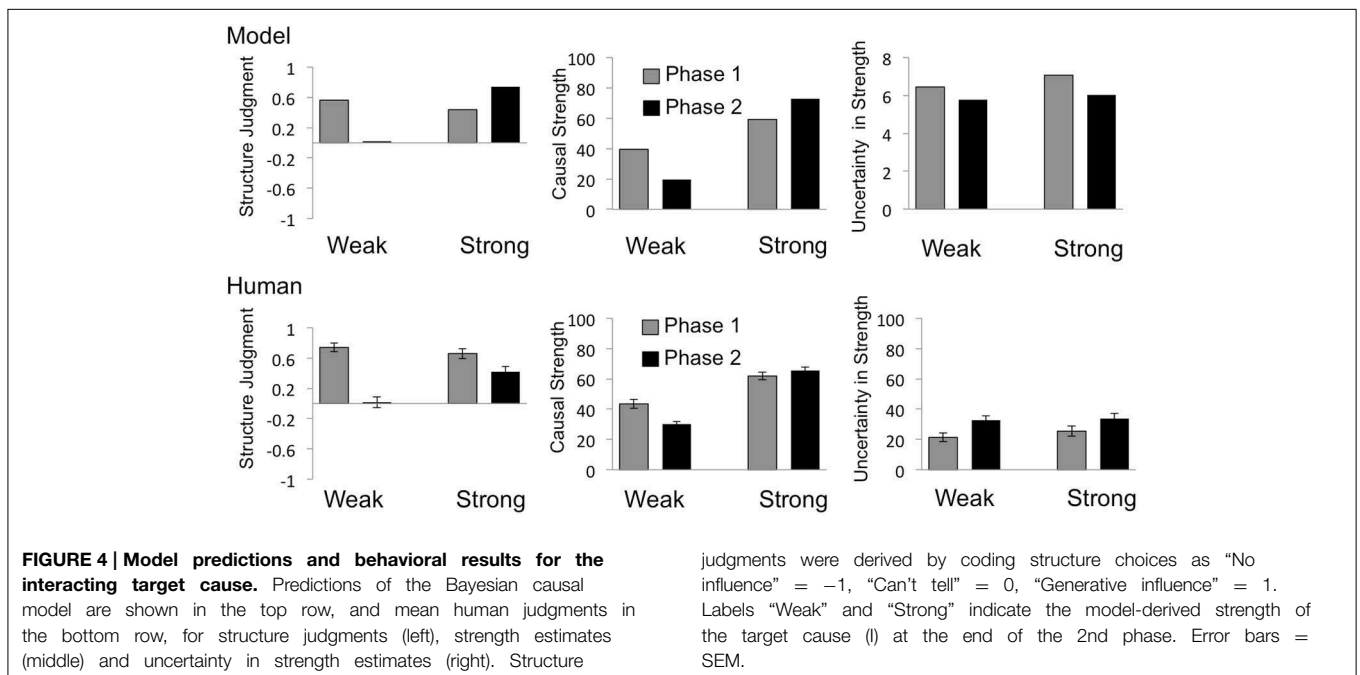 Model
Structure Judgment
1
0.6
0.2
-0.2
-0.6
-1
Weak
Strong
Causal Strength
100
80
60
40
20
0
Phase 1
Phase 2
Weak
Strong
Uncertainty in Strength
8
6
4
2
0
Weak
Strong
Human
Structure Judgment
1
0.6
0.2
-0.2
-0.6
-1
Weak
Strong
Causal Strength
100
80
60
40
20
0
Phase 1
Phase 2
Weak
Strong
Uncertainty in Strength
100
80
60
40
20
0
Weak
Strong
FIGURE 4 | Model predictions and behavioral results for the
interacting target cause. Predictions of the Bayesian causal
model are shown in the top row, and mean human judgments in
the bottom row, for structure judgments (left), strength estimates
(middle) and uncertainty in strength estimates (right). Structure
judgments were derived by coding structure choices as “No
influence” = −1, “Can’t tell” = 0, “Generative influence” = 1.
Labels “Weak” and “Strong” indicate the model-derived strength of
the target cause (I) at the end of the 2nd phase. Error bars =
SEM.